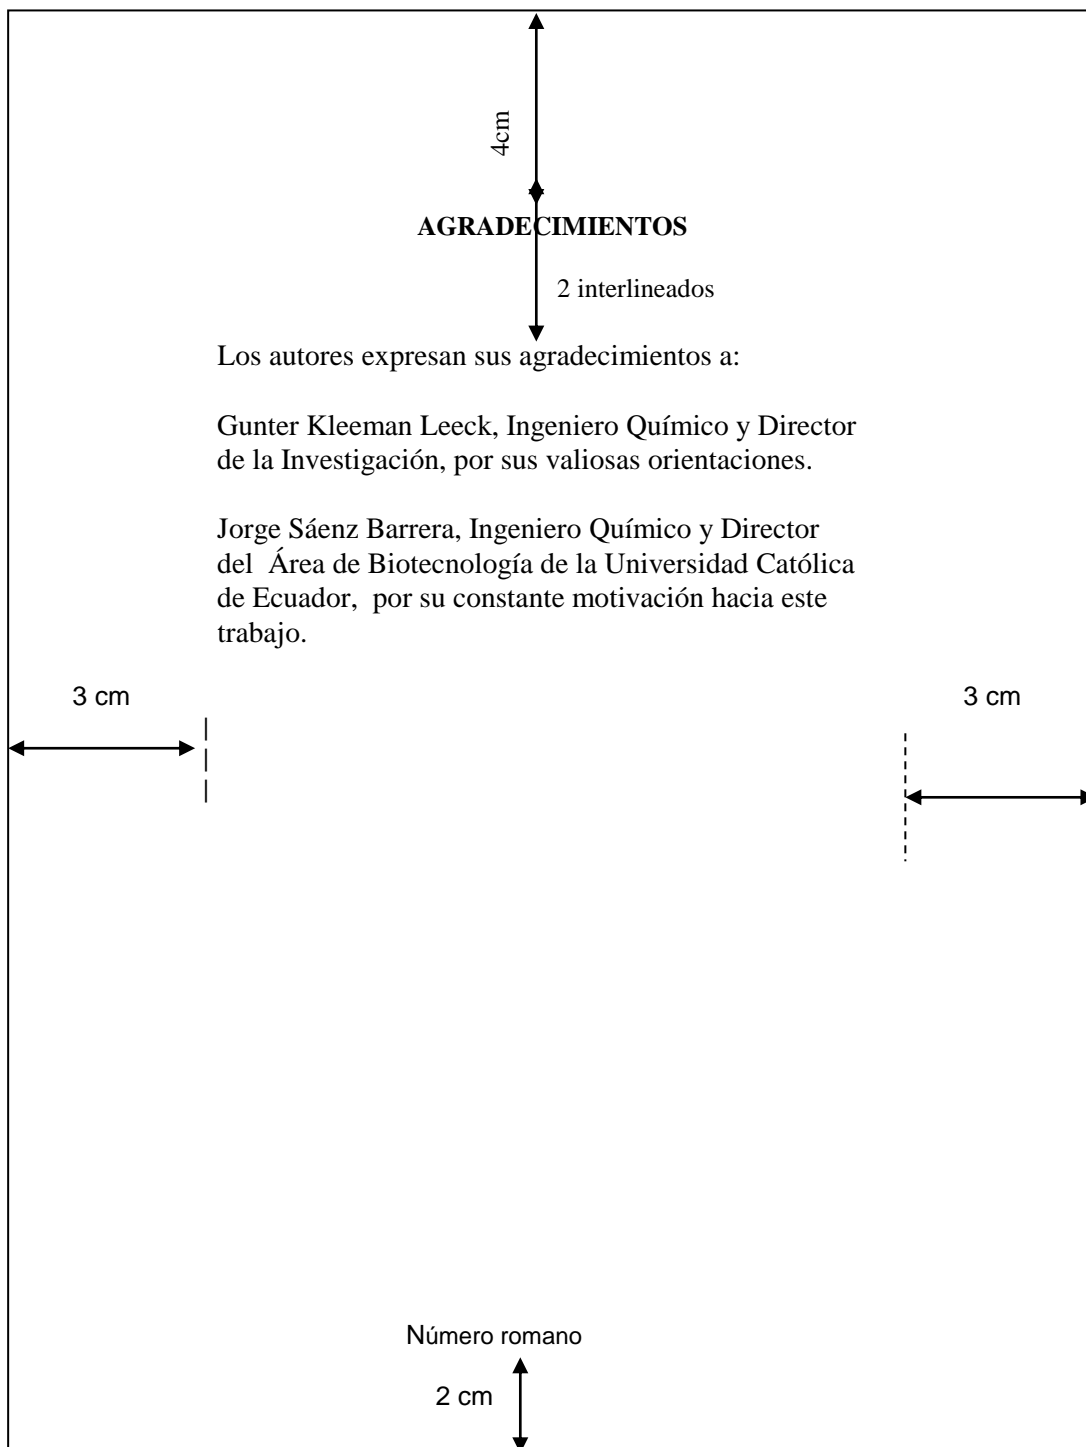 4cm
AGRADECIMIENTOS
2 interlineados
Los autores expresan sus agradecimientos a:
Gunter Kleeman Leeck, Ingeniero Químico y Director
de la Investigación, por sus valiosas orientaciones.
Jorge Sáenz Barrera, Ingeniero Químico y Director
del  Área de Biotecnología de la Universidad Católica
de Ecuador,  por su constante motivación hacia este
trabajo.
3 cm
3 cm
Número romano
2 cm